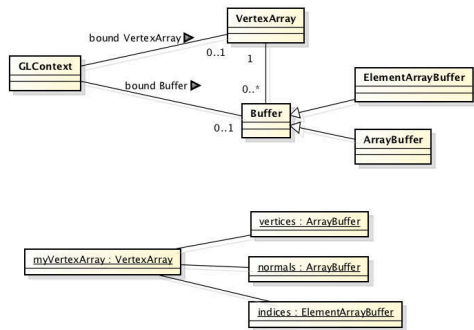 VertexArray
bound VertexArray
0..1
1
GLContext
bound Buffer
ElementArrayBuffer
0..*
Buffer
0..1
ArrayBuffer
vertices : ArrayBuffer
myVertexArray : VertexArray
normals : ArrayBuffer
indices : ElementArrayBuffer